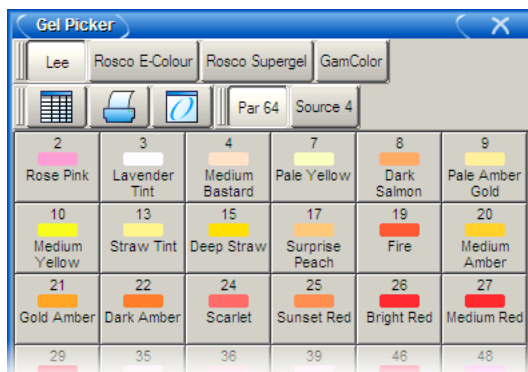 Gel Picker
Lee Rosco E-Colour Rosco Supergel GamColor
Par 64 Source 4
2 3 4 7 8 9
Rose Pink Lavender Tint Medium Bastard Pale Yellow Dark Salmon Pale Amber Gold
10 13 15 17 19 20
Medium Yellow Straw Tint Deep Straw Surprise Peach Fire Medium Amber
21 22 24 25 26 27
Gold Amber Dark Amber Scarlet Sunset Red Bright Red Medium Red
29 35 36 39 46 48